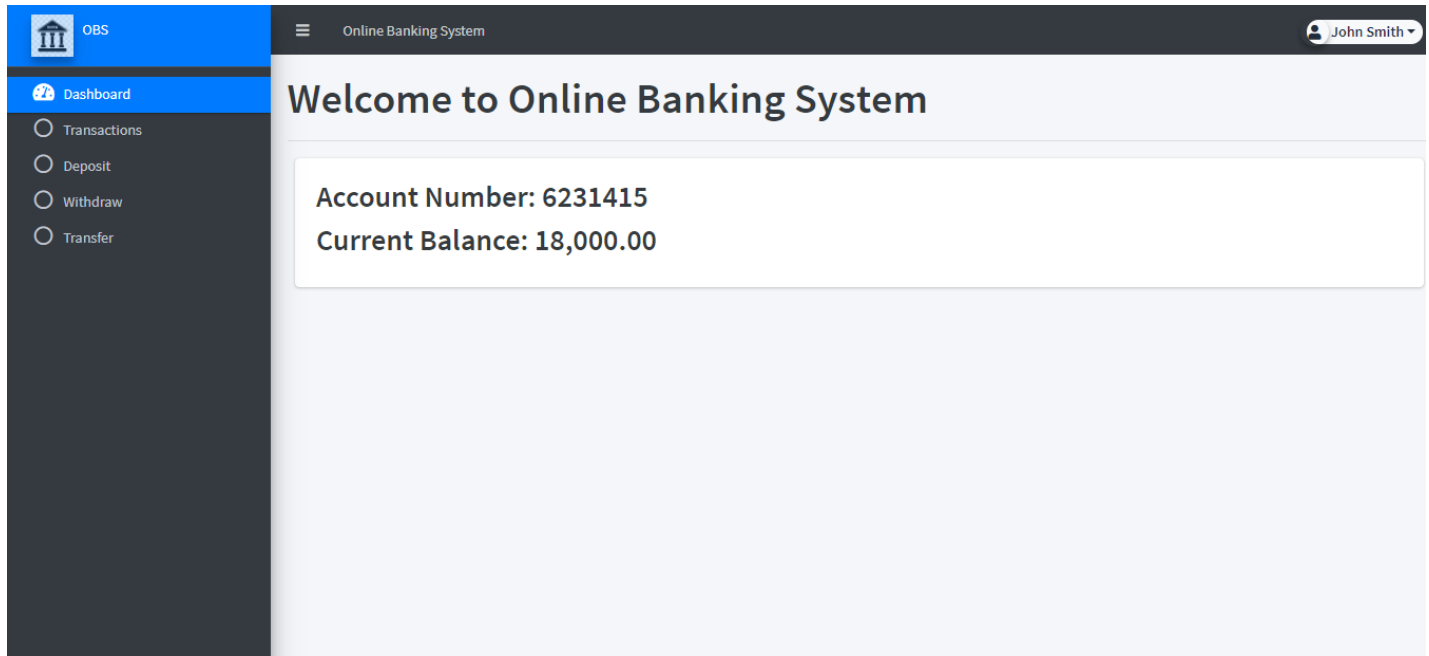 OBS
Online Banking System
John Smith
Dashboard
Transactions
Deposit
Withdraw
Transfer
Welcome to Online Banking System
Account Number: 6231415
Current Balance: 18,000.00